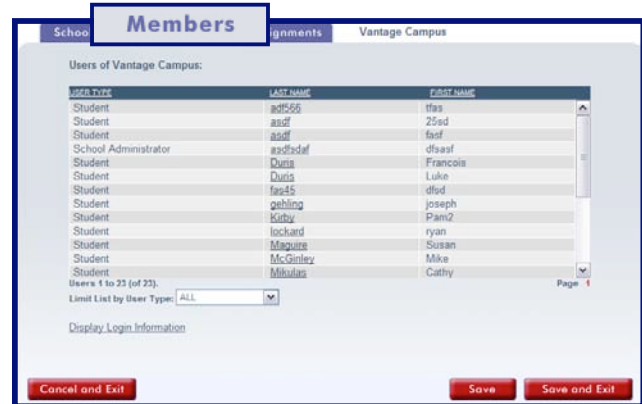 Members
Schoo
ignments
Vantage Campus
Users of Vantage Campus:
USER TYPE LAST NAME FIRST NAME
Student adf566 tfas
Student asdf 25sd
Student asdf fasf
School Administrator asdfsdaf dfsasf
Student Duris Francois
Student Duris Luke
Student fas45 dfsd
Student gehling joseph
Student Kirby Pam2
Student lockard ryan
Student Maguire Susan
Student McGinley Mike
Student Mikulas Cathy
Users 1 to 23 (of 23). Page 1
Limit List by User Type: ALL
Display Login Information
Cancel and Exit Save Save and Exit